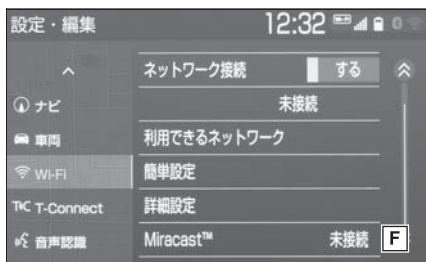 設定・編集 12:32
ネットワーク接続 する
ナビ
未接続
車両
利用できるネットワーク
Wi-Fi
簡単設定
T-Connect
詳細設定
音声認識
Miracast™ 未接続 F